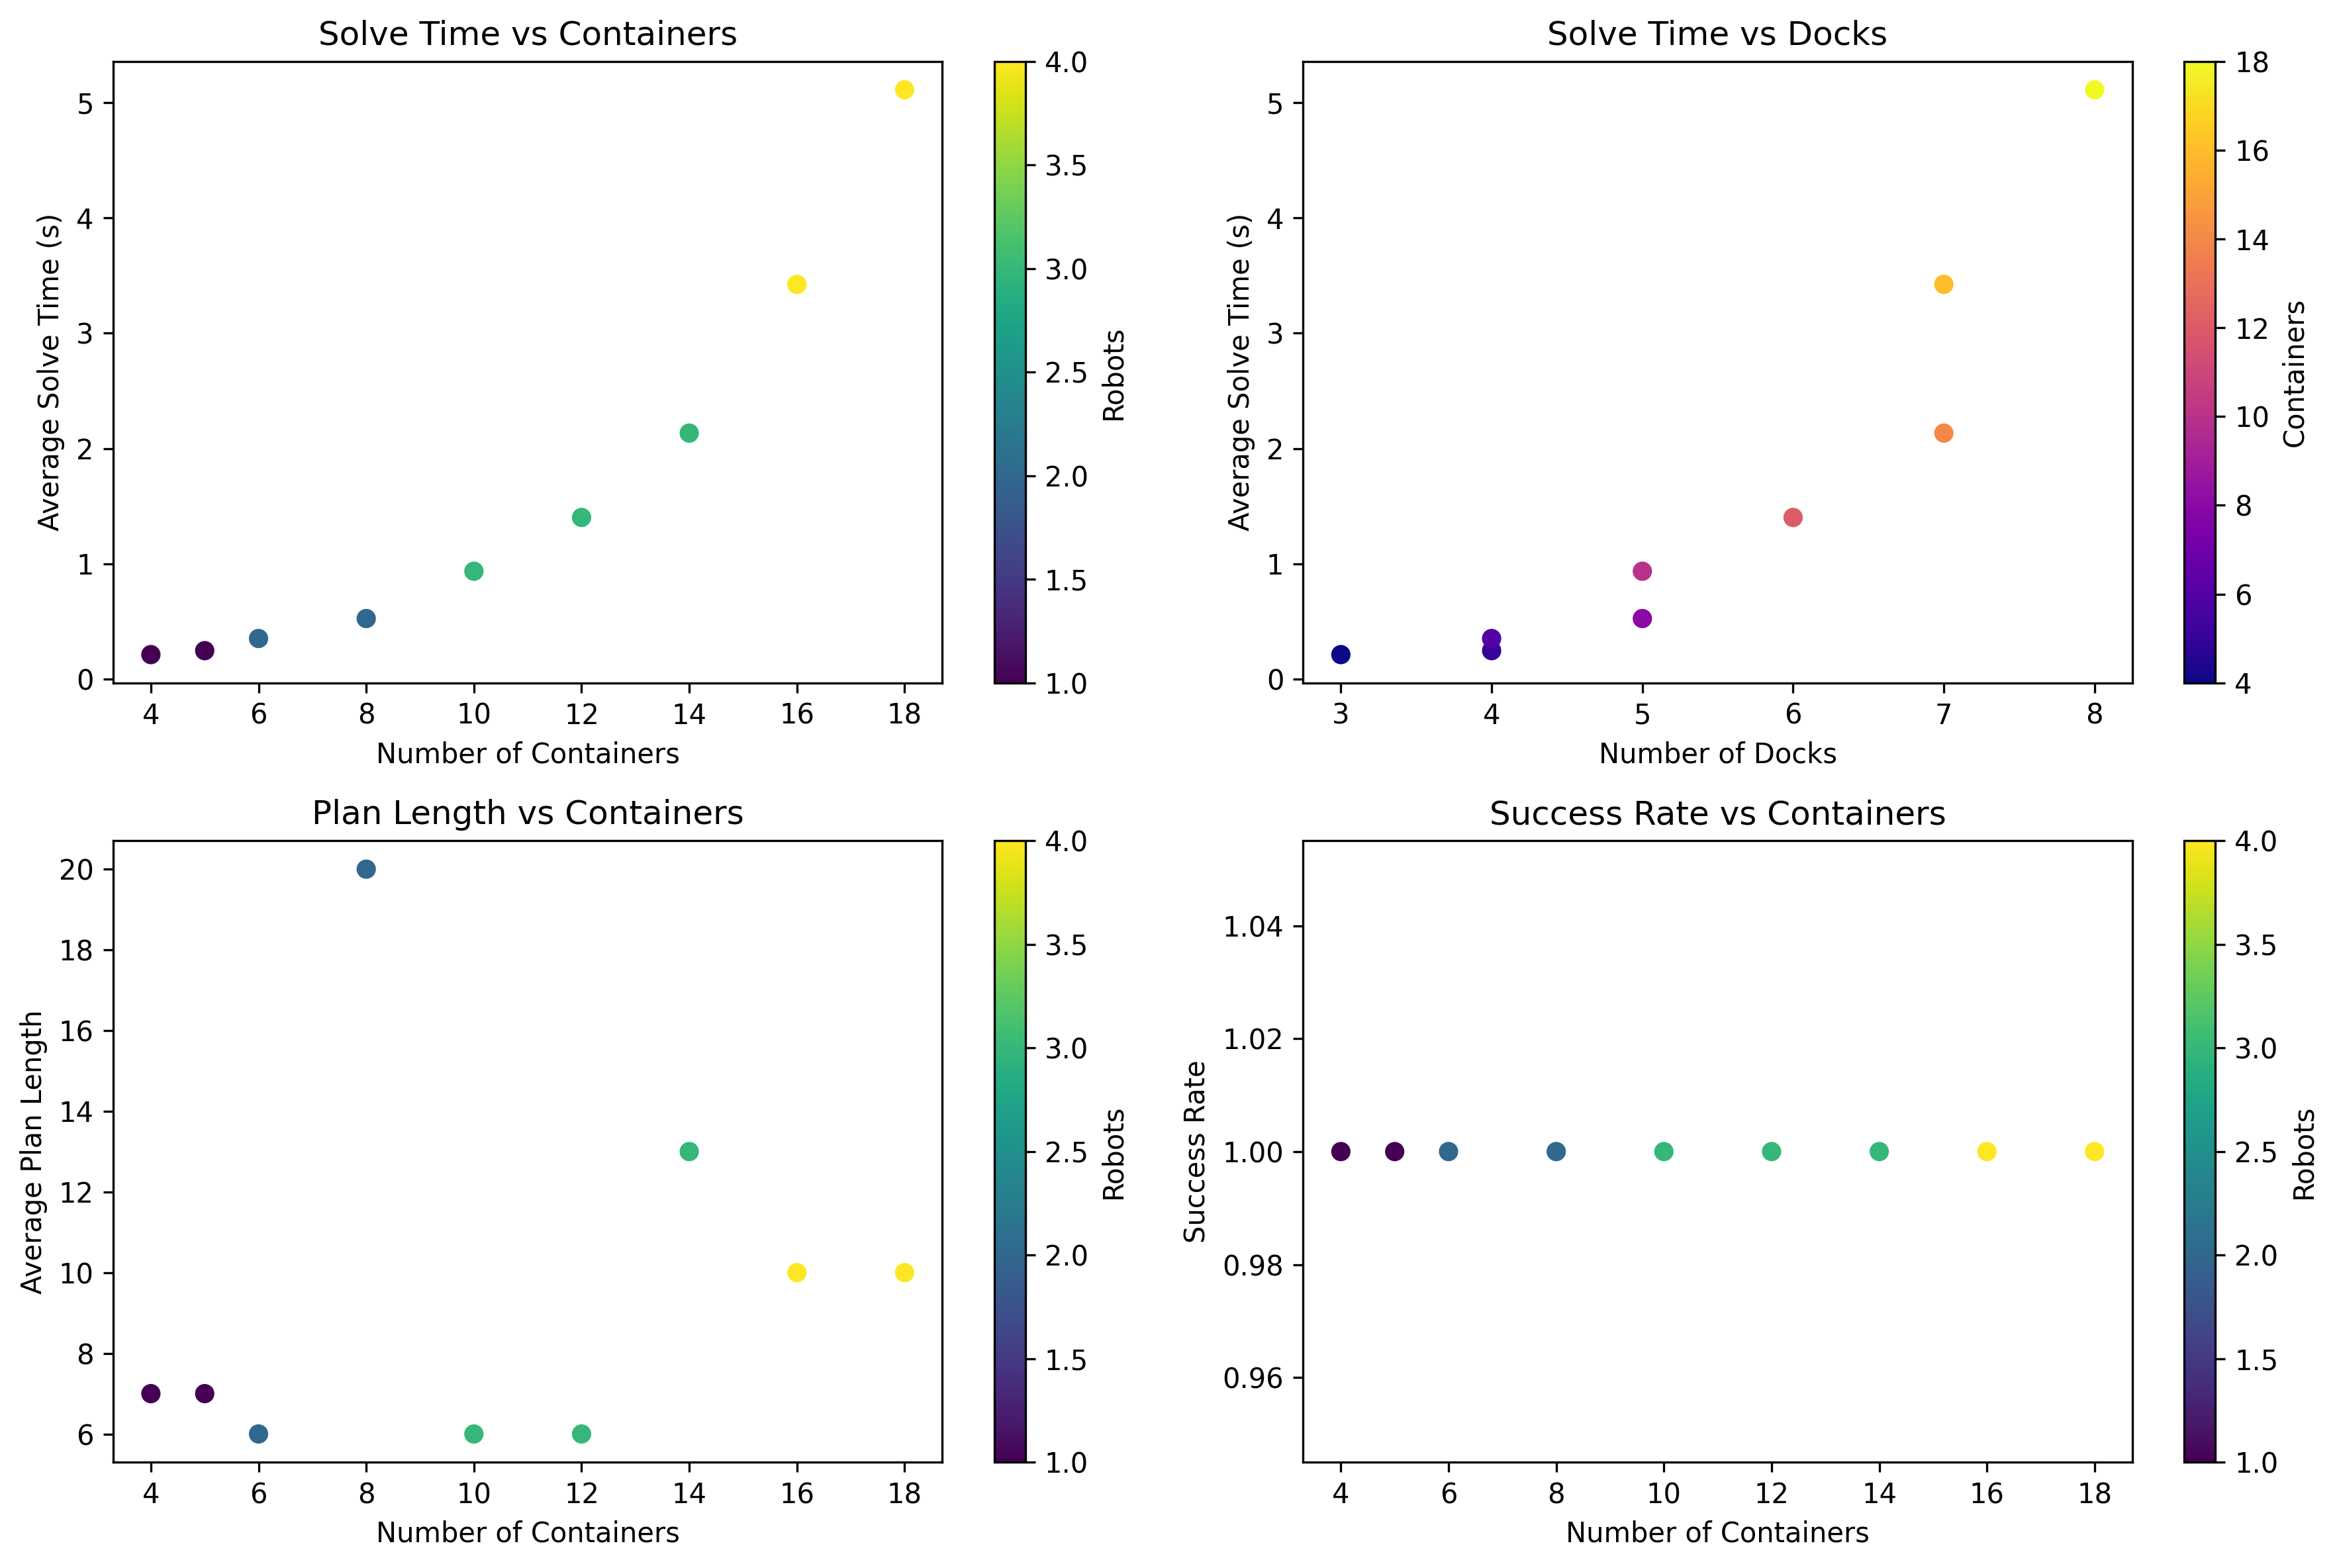 Solve Time vs Containers
Average Solve Time (s)
5
4
3
2
1
0
4 6 8 10 12 14 16 18
Number of Containers
4.0
3.5
3.0
2.5
2.0
1.5
1.0
Robots
Solve Time vs Docks
Average Solve Time (s)
5
4
3
2
1
0
3 4 5 6 7 8
Number of Docks
18
16
14
12
10
8
6
4
Containers
Plan Length vs Containers
Average Plan Length
20
18
16
14
12
10
8
6
4 6 8 10 12 14 16 18
Number of Containers
4.0
3.5
3.0
2.5
2.0
1.5
1.0
Robots
Success Rate vs Containers
Success Rate
1.04
1.02
1.00
0.98
0.96
4 6 8 10 12 14 16 18
Number of Containers
4.0
3.5
3.0
2.5
2.0
1.5
1.0
Robots